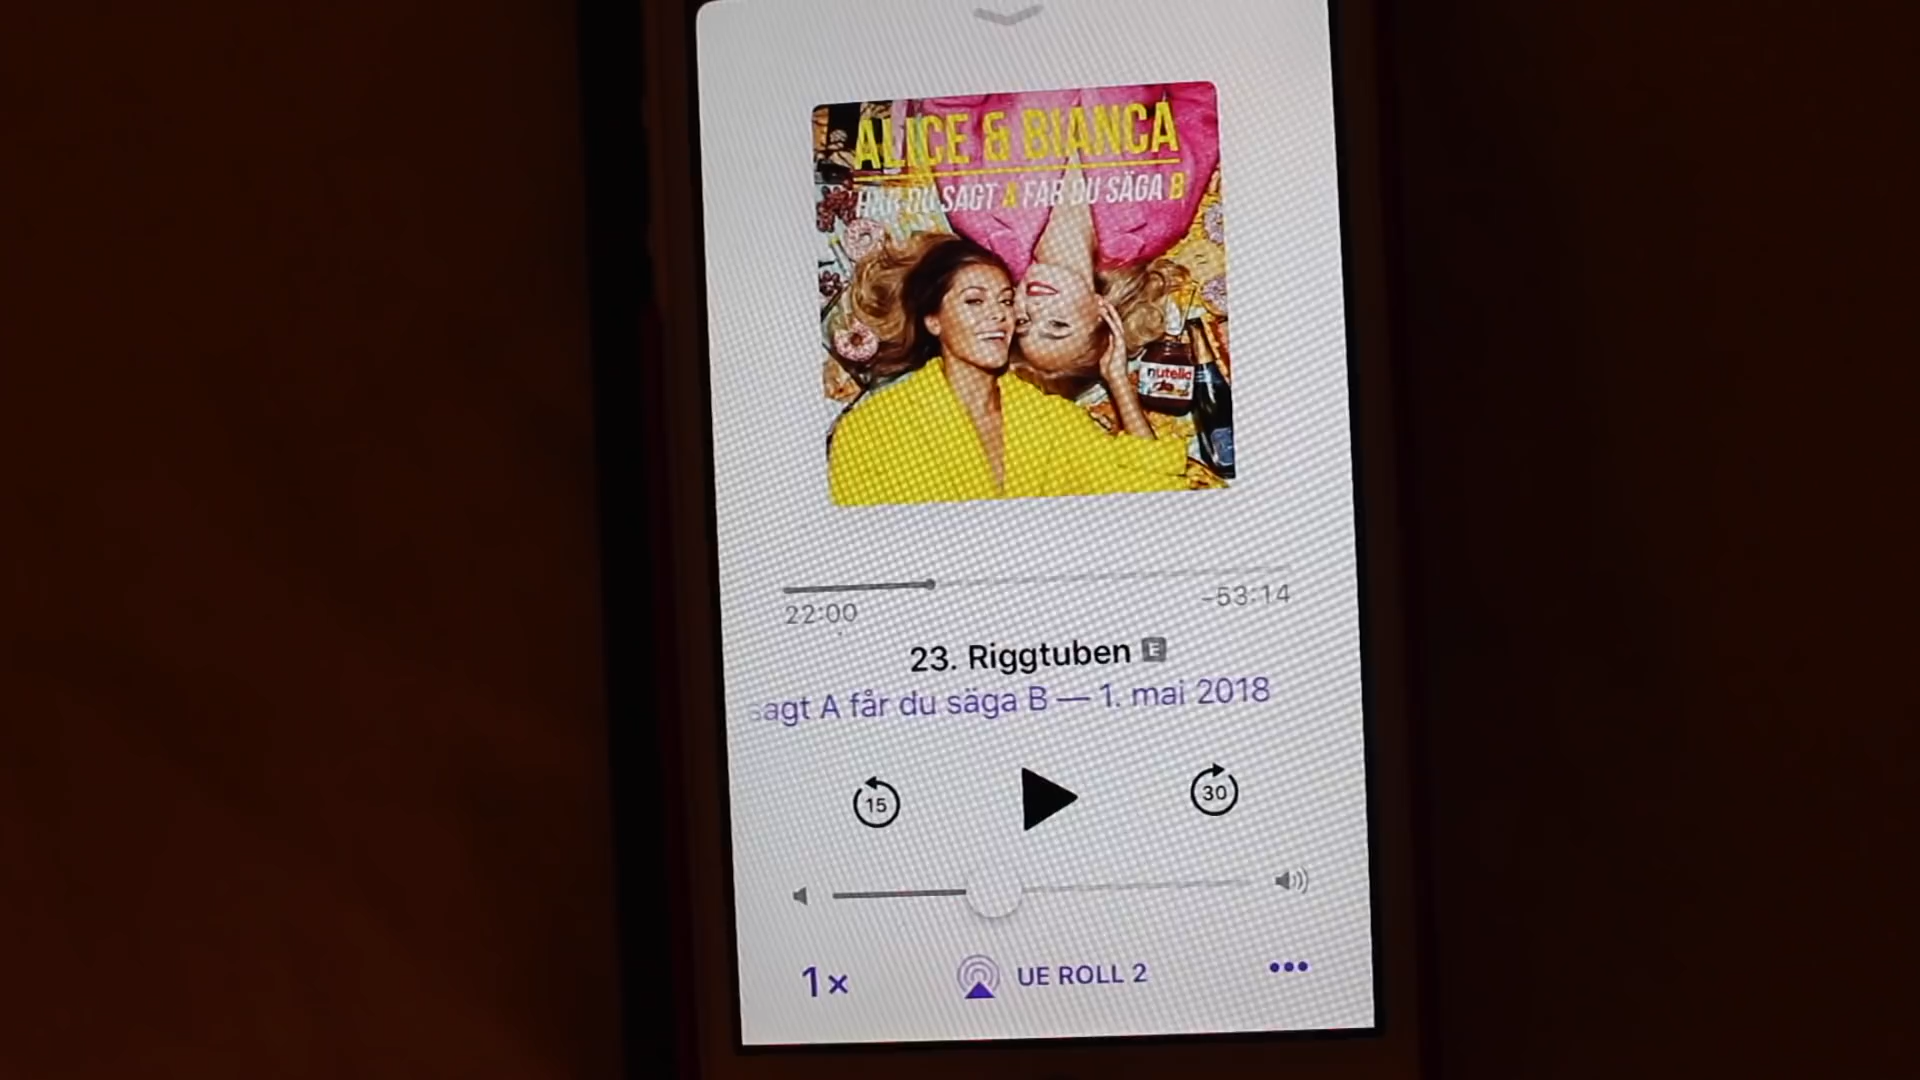 ALICE & BIANCA
HAR DU SAGT A FÅR DU SÄGA B
nutella
22:00
-53:14
23. Riggtuben E
sagt A får du säga B — 1. mai 2018
15
30
1×
UE ROLL 2